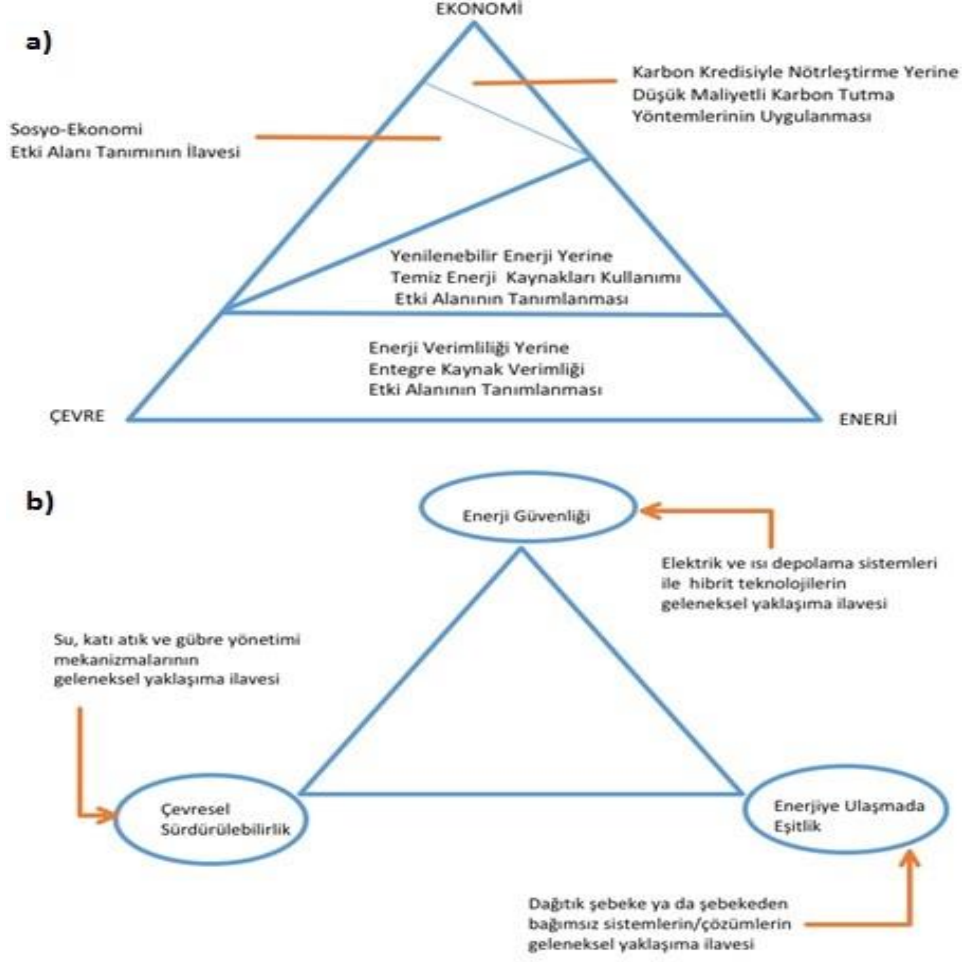 EKONOMİ
a)
Karbon Kredisiyle Nötrleştirme Yerine
Düşük Maliyetli Karbon Tutma
Yöntemlerinin Uygulanması
Sosyo-Ekonomi
Etki Alanı Tanımının İlavesi
Yenilenebilir Enerji Yerine
Temiz Enerji Kaynakları Kullanımı
Etki Alanının Tanımlanması
Enerji Verimliliği Yerine
Entegre Kaynak Verimliği
Etki Alanının Tanımlanması
ÇEVRE
ENERJİ
b)
Enerji Güvenliği
Elektrik ve ısı depolama sistemleri
ile hibrit teknolojilerin
geleneksel yaklaşıma ilavesi
Su, katı atık ve gübre yönetimi
mekanizmalarının
geleneksel yaklaşıma ilavesi
Çevresel
Sürdürülebilirlik
Enerjiye Ulaşmada
Eşitlik
Dağıtık şebeke ya da şebekeden
bağımsız sistemlerin/çözümlerin
geleneksel yaklaşıma ilavesi